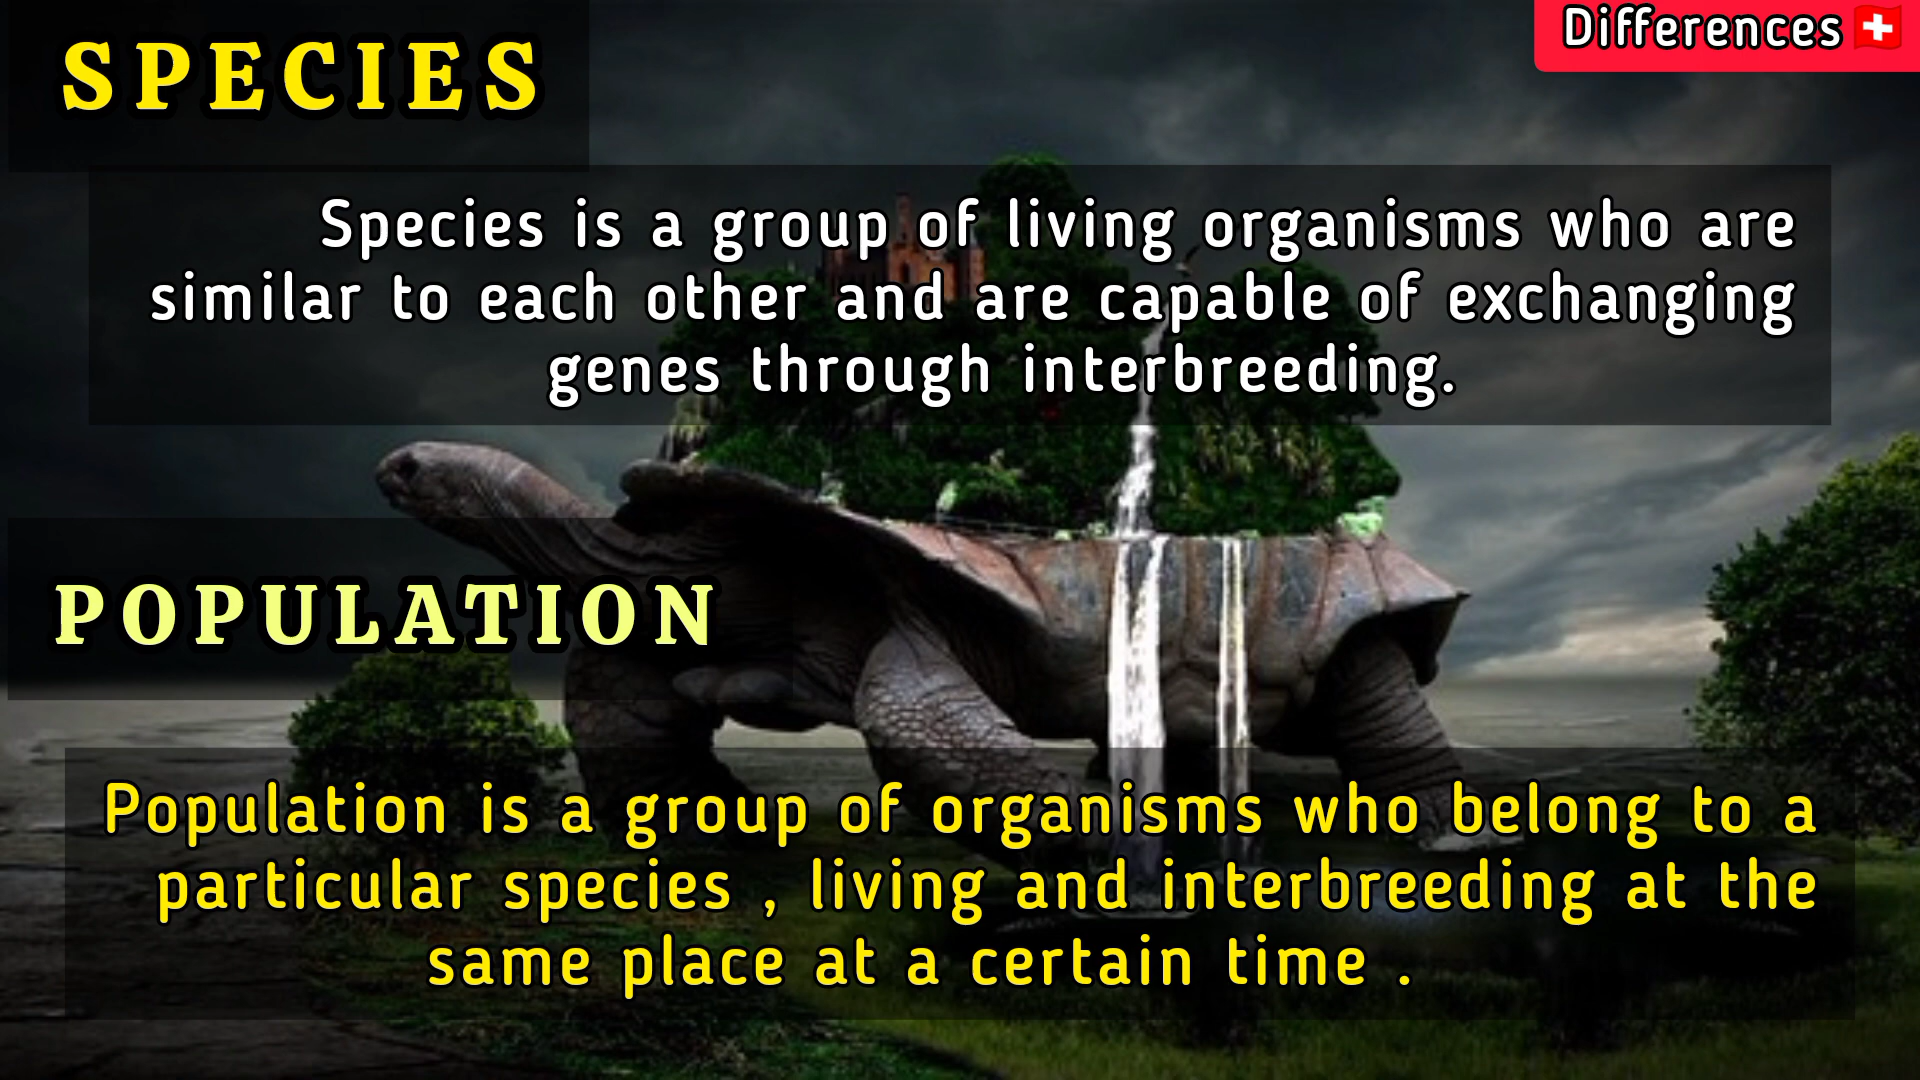 SPECIES
Differences 🇨🇭
Species is a group of living organisms who are
similar to each other and are capable of exchanging
genes through interbreeding.
POPULATION
Population is a group of organisms who belong to a
particular species , living and interbreeding at the
same place at a certain time .